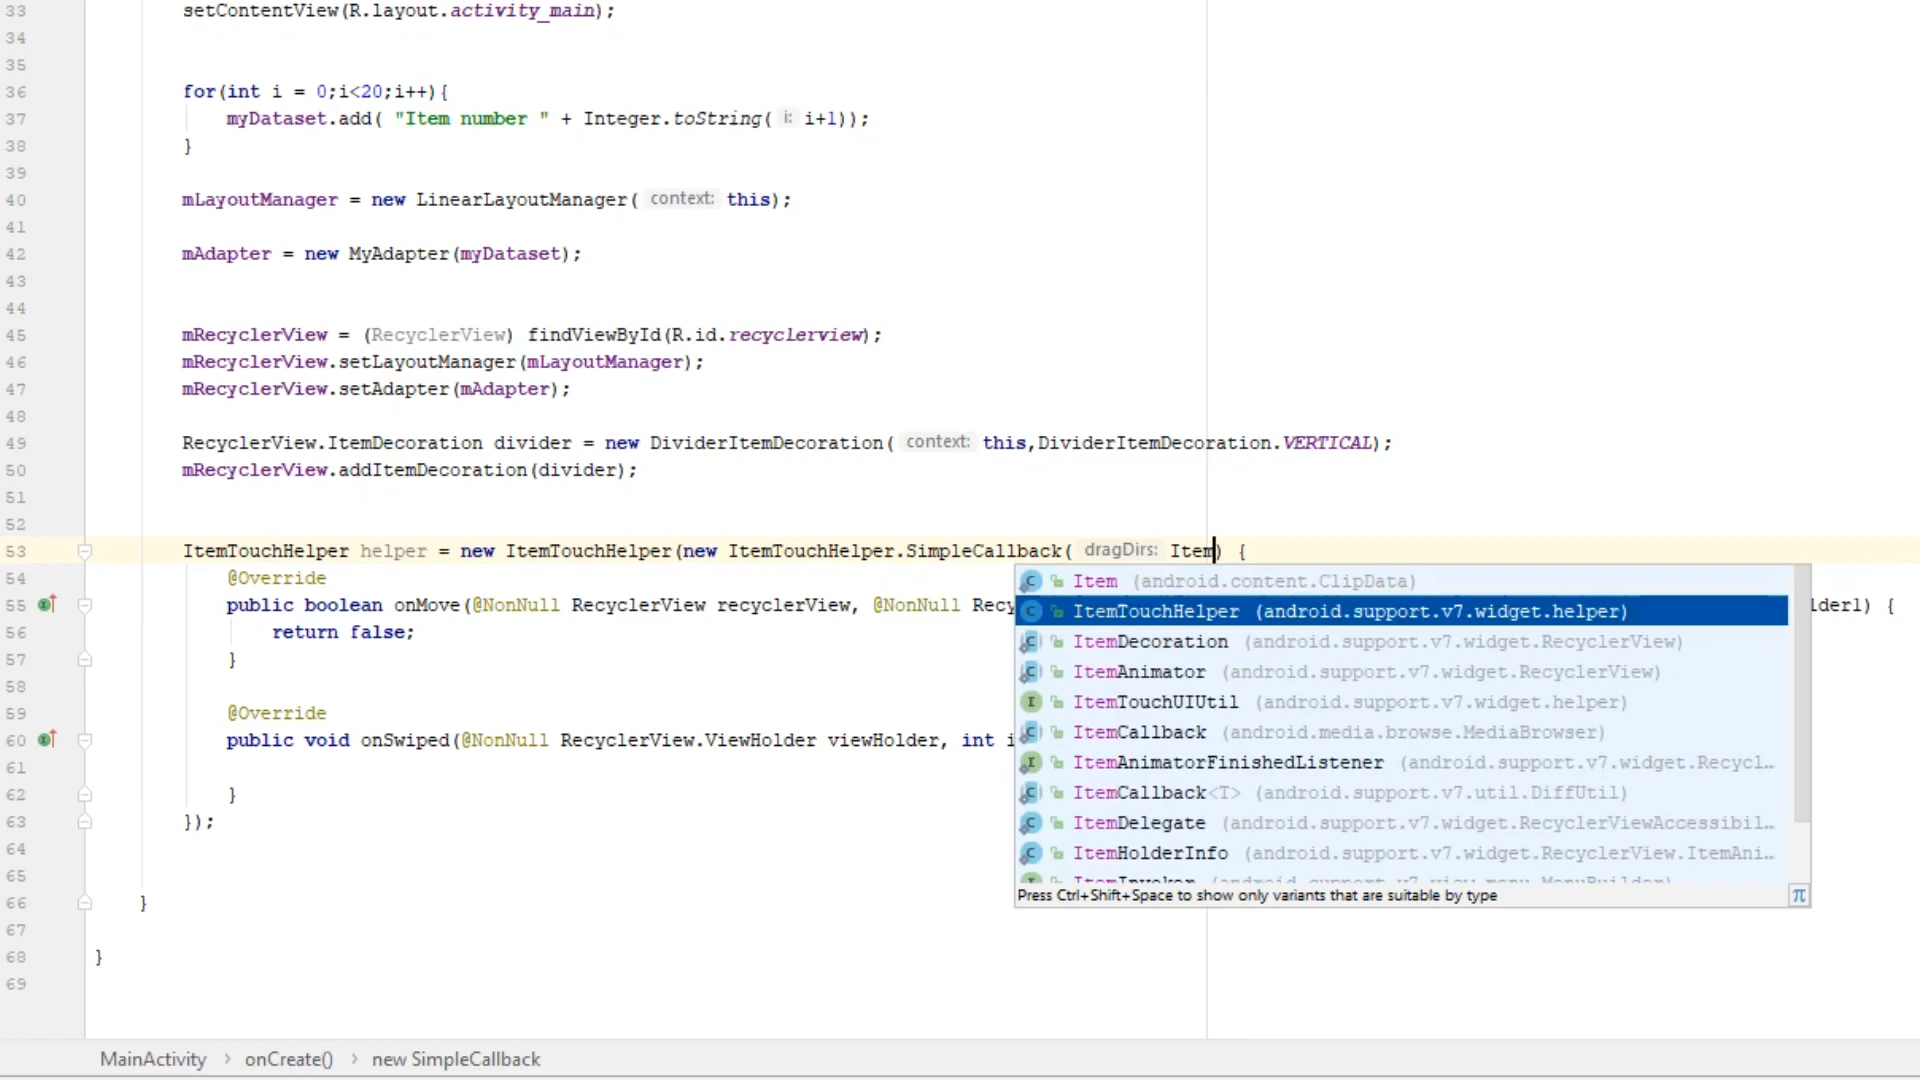 33 setContentView(R.layout.activity_main);
34
35
36 for(int i = 0;i<20;i++){
37 myDataset.add( "Item number " + Integer.toString( i: i+1));
38 }
39
40 mLayoutManager = new LinearLayoutManager( context: this);
41
42 mAdapter = new MyAdapter(myDataset);
43
44
45 mRecyclerView = (RecyclerView) findViewById(R.id.recyclerview);
46 mRecyclerView.setLayoutManager(mLayoutManager);
47 mRecyclerView.setAdapter(mAdapter);
48
49 RecyclerView.ItemDecoration divider = new DividerItemDecoration( context: this,DividerItemDecoration.VERTICAL);
50 mRecyclerView.addItemDecoration(divider);
51
52
53 ItemTouchHelper helper = new ItemTouchHelper(new ItemTouchHelper.SimpleCallback( dragDirs: Item) {
54 @Override
55 public boolean onMove(@NonNull RecyclerView recyclerView, @NonNull Recy lder1) {
56 return false;
57 }
58
59 @Override
60 public void onSwiped(@NonNull RecyclerView.ViewHolder viewHolder, int i
61
62 }
63 });
64
65
66 }
67
68 }
69
Item (android.content.ClipData)
ItemTouchHelper (android.support.v7.widget.helper)
ItemDecoration (android.support.v7.widget.RecyclerView)
ItemAnimator (android.support.v7.widget.RecyclerView)
ItemTouchUIUtil (android.support.v7.widget.helper)
ItemCallback (android.media.browse.MediaBrowser)
ItemAnimatorFinishedListener (android.support.v7.widget.Recycl…
ItemCallback<T> (android.support.v7.util.DiffUtil)
ItemDelegate (android.support.v7.widget.RecyclerViewAccessibil…
ItemHolderInfo (android.support.v7.widget.RecyclerView.ItemAni…
ItemInvoker (android.support.v7.view.menu.MenuBuilder)
Press Ctrl+Shift+Space to show only variants that are suitable by type π
MainActivity › onCreate() › new SimpleCallback